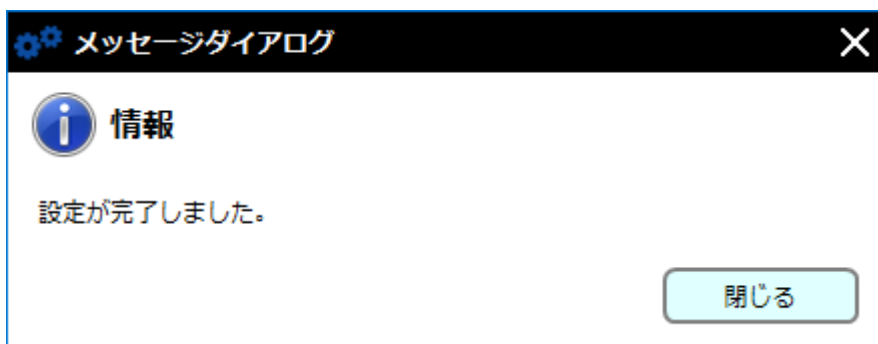 メッセージダイアログ
情報
設定が完了しました。
閉じる